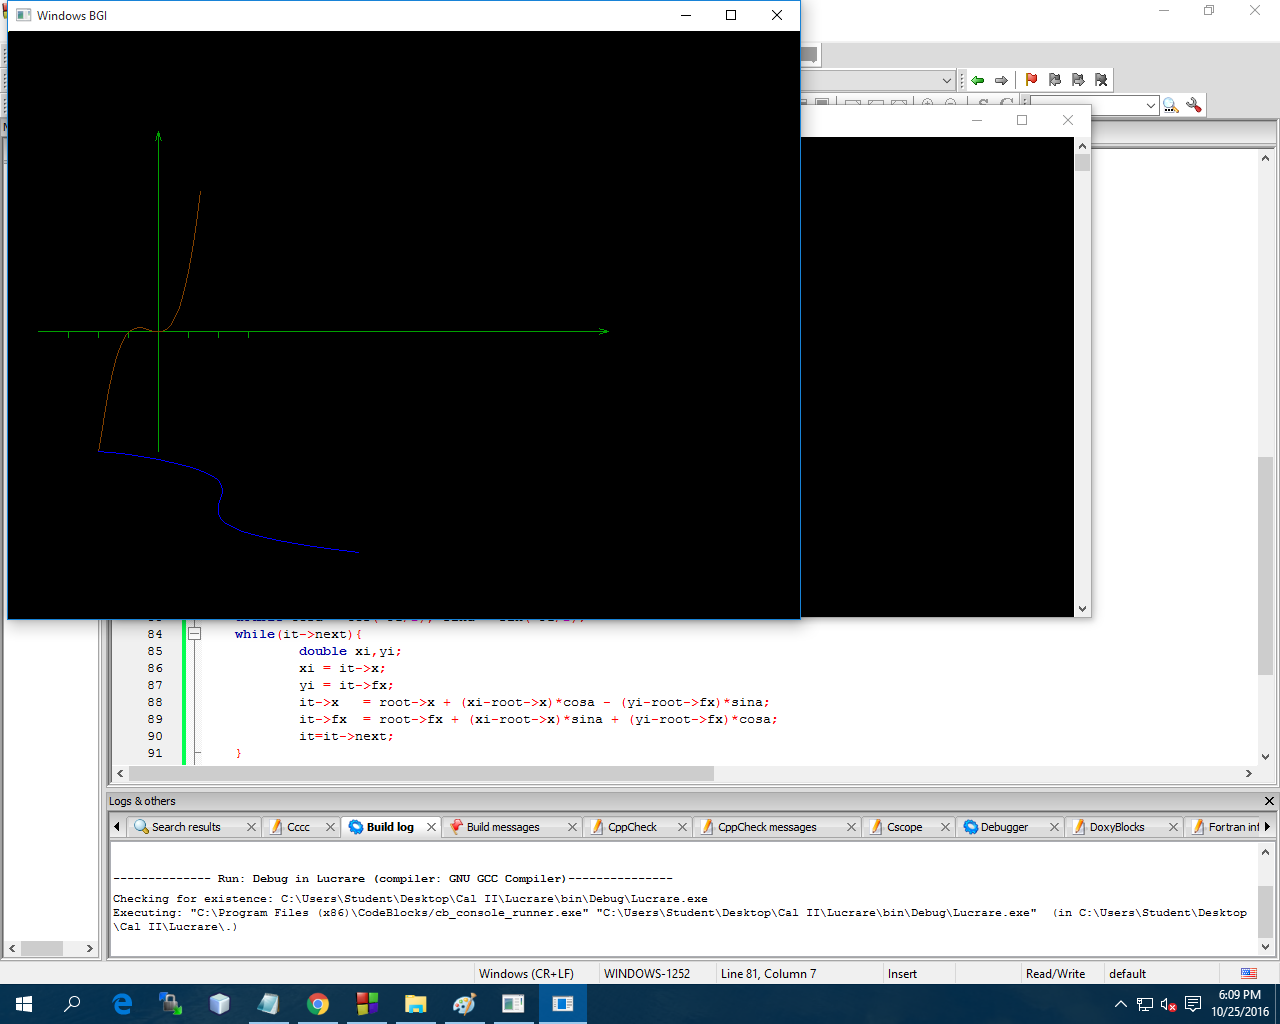 Windows BGI
84 while(it->next){
85 double xi,yi;
86 xi = it->x;
87 yi = it->fx;
88 it->x   = root->x + (xi-root->x)*cosa - (yi-root->fx)*sina;
89 it->fx  = root->fx + (xi-root->x)*sina + (yi-root->fx)*cosa;
90 it=it->next;
91 }
Logs & others
Search results Cccc Build log Build messages CppCheck CppCheck messages Cscope Debugger DoxyBlocks Fortran inf
-------------- Run: Debug in Lucrare (compiler: GNU GCC Compiler)---------------
Checking for existence: C:\Users\Student\Desktop\Cal II\Lucrare\bin\Debug\Lucrare.exe
Executing: "C:\Program Files (x86)\CodeBlocks/cb_console_runner.exe" "C:\Users\Student\Desktop\Cal II\Lucrare\bin\Debug\Lucrare.exe"  (in C:\Users\Student\Desktop
\Cal II\Lucrare\.)
Windows (CR+LF) WINDOWS-1252 Line 81, Column 7 Insert Read/Write default
6:09 PM
10/25/2016